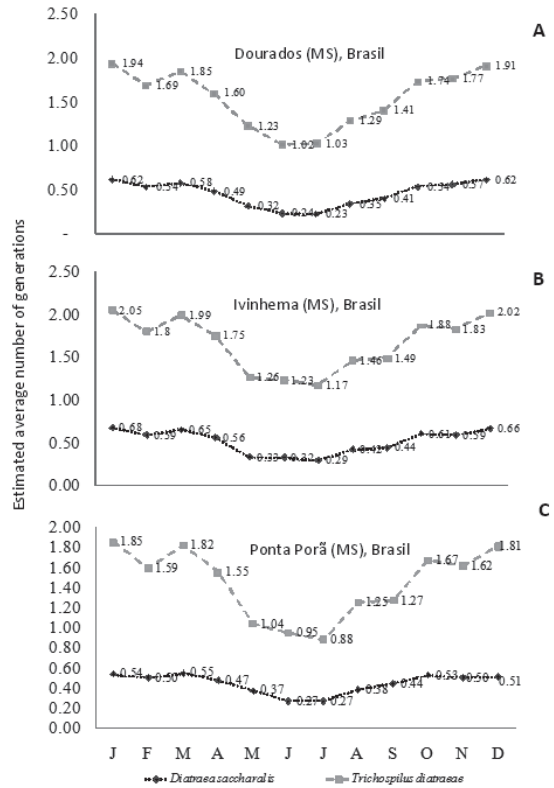 A
Dourados (MS), Brasil
2.00
1.50
1.00
0.50
-
1.94 1.69 1.85 1.60 1.23 1.02 1.03 1.29 1.41 1.74 1.77 1.91
0.62 0.54 0.58 0.49 0.32 0.24 0.23 0.35 0.41 0.54 0.57 0.62
Estimated average number of generations
B
Ivinhema (MS), Brasil
2.50
2.00
1.50
1.00
0.50
0.00
2.05 1.8 1.99 1.75 1.26 1.23 1.17 1.46 1.49 1.88 1.83 2.02
0.68 0.59 0.65 0.56 0.33 0.32 0.29 0.42 0.44 0.61 0.59 0.66
C
Ponta Porã (MS), Brasil
2.00
1.80
1.60
1.40
1.20
1.00
0.80
0.60
0.40
0.20
0.00
1.85 1.59 1.82 1.55 1.04 0.95 0.88 1.25 1.27 1.67 1.62 1.81
0.54 0.50 0.55 0.47 0.37 0.27 0.27 0.38 0.44 0.53 0.50 0.51
J F M A M J J A S O N D
Diatraea saccharalis Trichospilus diatraeae